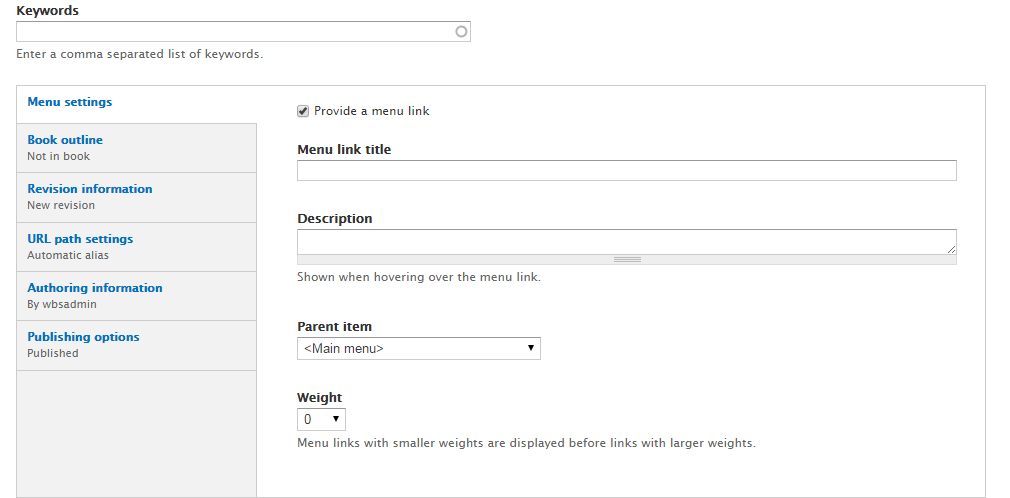 Keywords
Enter a comma separated list of keywords.
Menu settings
Book outline
Not in book
Revision information
New revision
URL path settings
Automatic alias
Authoring information
By wbsadmin
Publishing options
Published
Provide a menu link
Menu link title
Description
Shown when hovering over the menu link.
Parent item
<Main menu>
Weight
0
Menu links with smaller weights are displayed before links with larger weights.